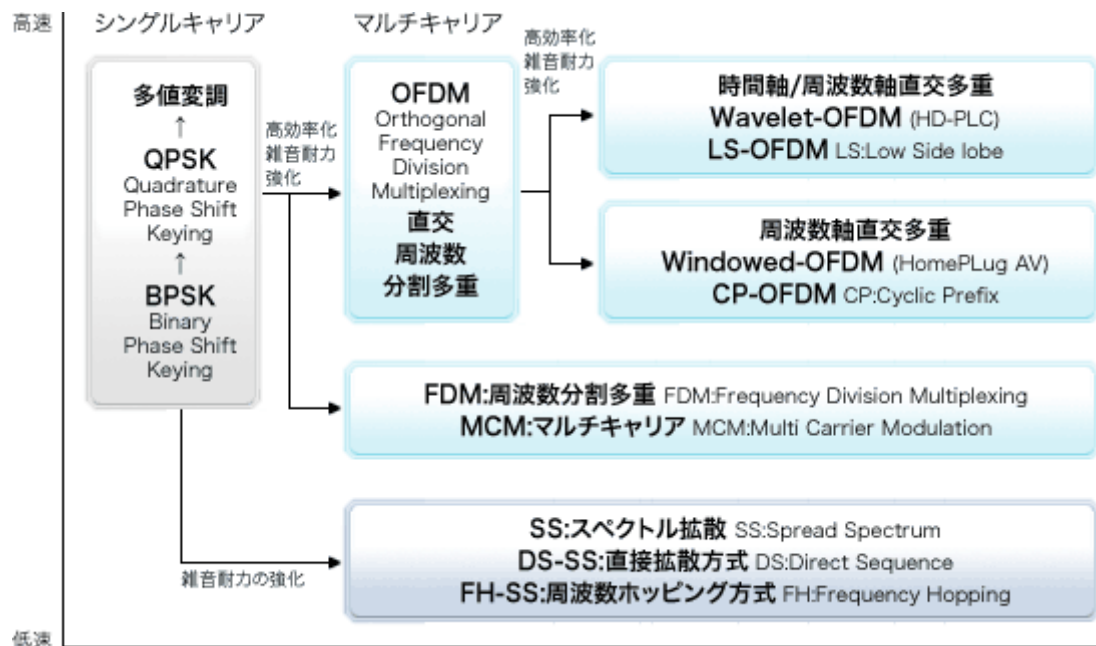 高速
シングルキャリア
マルチキャリア
多値変調
↑
QPSK
Quadrature
Phase Shift
Keying
↑
BPSK
Binary
Phase Shift
Keying
高効率化
雑音耐力
強化
OFDM
Orthogonal
Frequency
Division
Multiplexing
直交
周波数
分割多重
高効率化
雑音耐力
強化
時間軸/周波数軸直交多重
Wavelet-OFDM (HD-PLC)
LS-OFDM LS:Low Side lobe
周波数軸直交多重
Windowed-OFDM (HomePLug AV)
CP-OFDM CP:Cyclic Prefix
FDM:周波数分割多重 FDM:Frequency Division Multiplexing
MCM:マルチキャリア MCM:Multi Carrier Modulation
雑音耐力の強化
SS:スペクトル拡散 SS:Spread Spectrum
DS-SS:直接拡散方式 DS:Direct Sequence
FH-SS:周波数ホッピング方式 FH:Frequency Hopping
低速